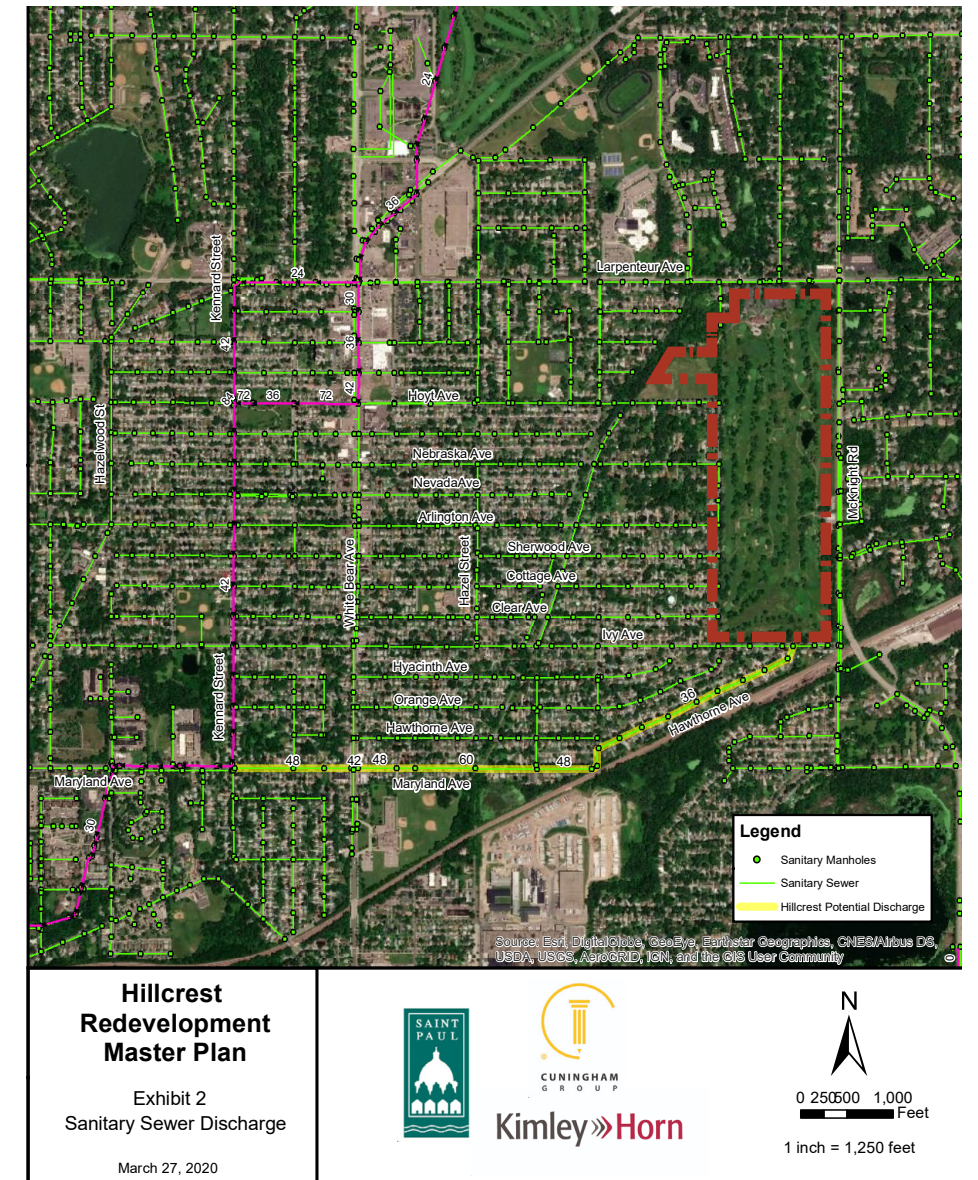 24
36
Larpenteur Ave
24
Kennard Street
30
42
36
42
72
36
72
Hoyt Ave
Hazelwood St
Nebraska Ave
NevadaAve
McKnight Rd
Arlington Ave
White Bear Ave
Hazel Street
Sherwood Ave
42
Cottage Ave
Clear Ave
Ivy Ave
Kennard Street
Hyacinth Ave
36
Orange Ave
Hawthorne Ave
Hawthorne Ave
48
42
48
60
48
Maryland Ave
Maryland Ave
30
Legend
Sanitary Manholes
Sanitary Sewer
Hillcrest Potential Discharge
Source: Esri, DigitalGlobe, GeoEye, Earthstar Geographics, CNES/Airbus DS,
USDA, USGS, AeroGRID, IGN, and the GIS User Community
Hillcrest
Redevelopment
Master Plan
Exhibit 2
Sanitary Sewer Discharge
March 27, 2020
SAINT
PAUL
CUNINGHAM
GROUP
Kimley»Horn
N
0 250500 1,000
Feet
1 inch = 1,250 feet